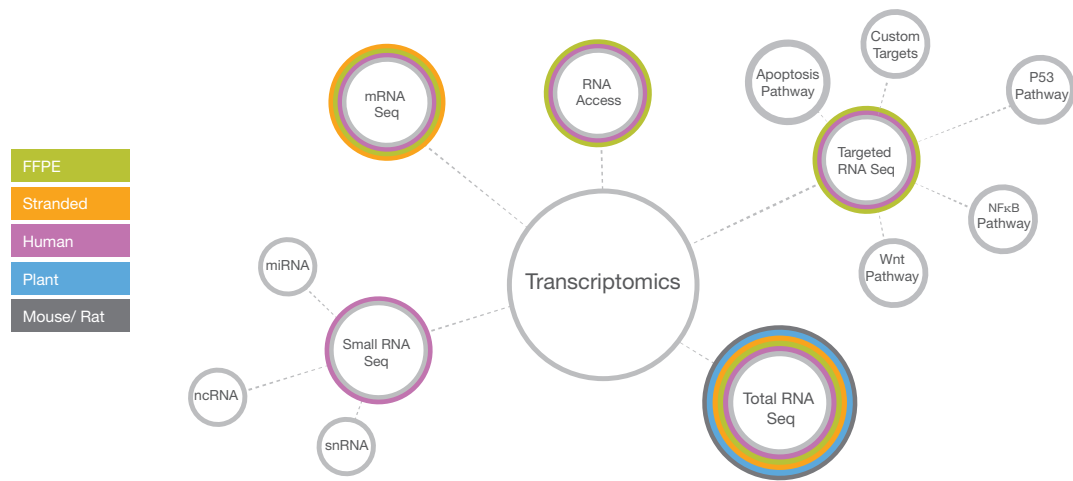 FFPE
Stranded
Human
Plant
Mouse/ Rat
mRNA
Seq
RNA
Access
Custom
Targets
Apoptosis
Pathway
P53
Pathway
Targeted
RNA Seq
NFκB
Pathway
Wnt
Pathway
Transcriptomics
miRNA
Small RNA
Seq
ncRNA
snRNA
Total RNA
Seq